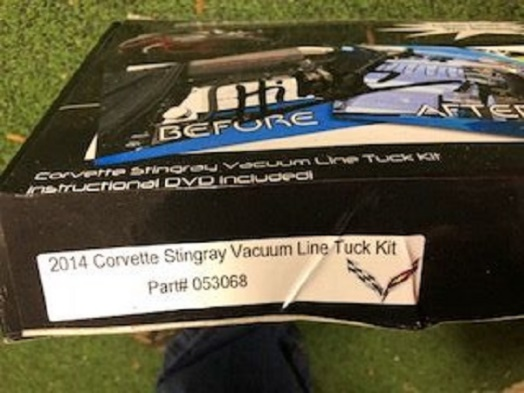 BEFORE AFTER
Corvette Stingray Vacuum Line Tuck Kit
Instructional DVD Included!
2014 Corvette Stingray Vacuum Line Tuck Kit
Part# 053068